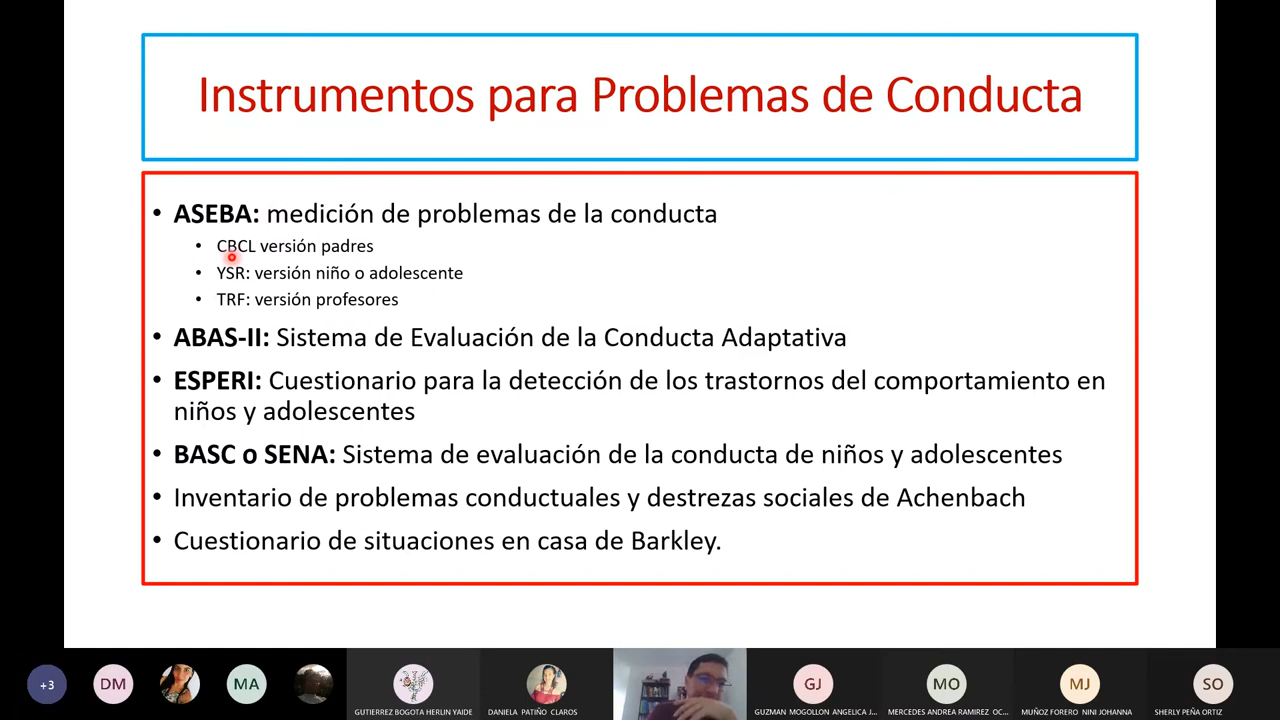 Instrumentos para Problemas de Conducta
• ASEBA: medición de problemas de la conducta
• CBCL versión padres
• YSR: versión niño o adolescente
• TRF: versión profesores
• ABAS-II: Sistema de Evaluación de la Conducta Adaptativa
• ESPERI: Cuestionario para la detección de los trastornos del comportamiento en
niños y adolescentes
• BASC o SENA: Sistema de evaluación de la conducta de niños y adolescentes
• Inventario de problemas conductuales y destrezas sociales de Achenbach
• Cuestionario de situaciones en casa de Barkley.
+3
DM
MA
GUTIERREZ BOGOTA HERLIN YAIDE
DANIELA PATIÑO CLAROS
GJ
GUZMAN MOGOLLON ANGELICA J...
MO
MERCEDES ANDREA RAMIREZ OC...
MJ
MUÑOZ FORERO NINI JOHANNA
SO
SHERLY PEÑA ORTIZ